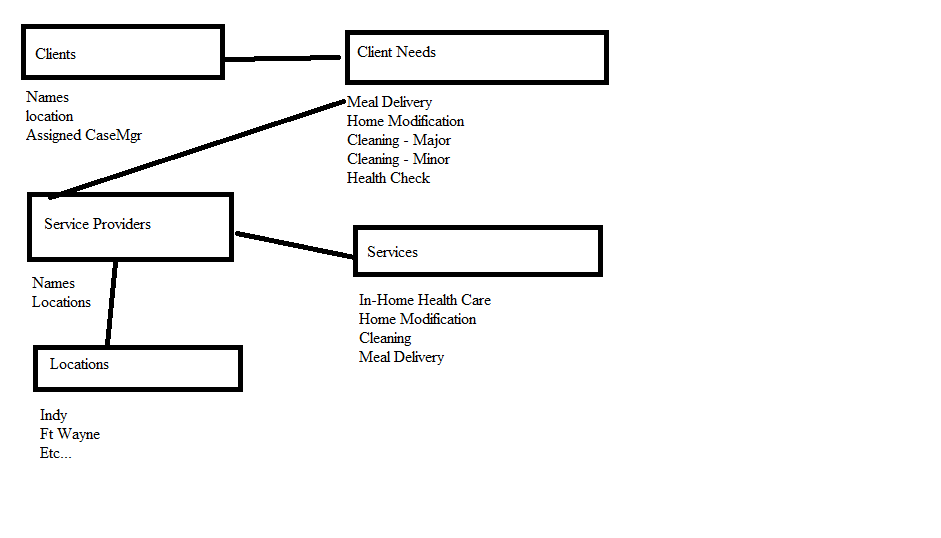 Clients
Names
location
Assigned CaseMgr
Client Needs
Meal Delivery
Home Modification
Cleaning - Major
Cleaning - Minor
Health Check
Service Providers
Names
Locations
Services
In-Home Health Care
Home Modification
Cleaning
Meal Delivery
Locations
Indy
Ft Wayne
Etc...